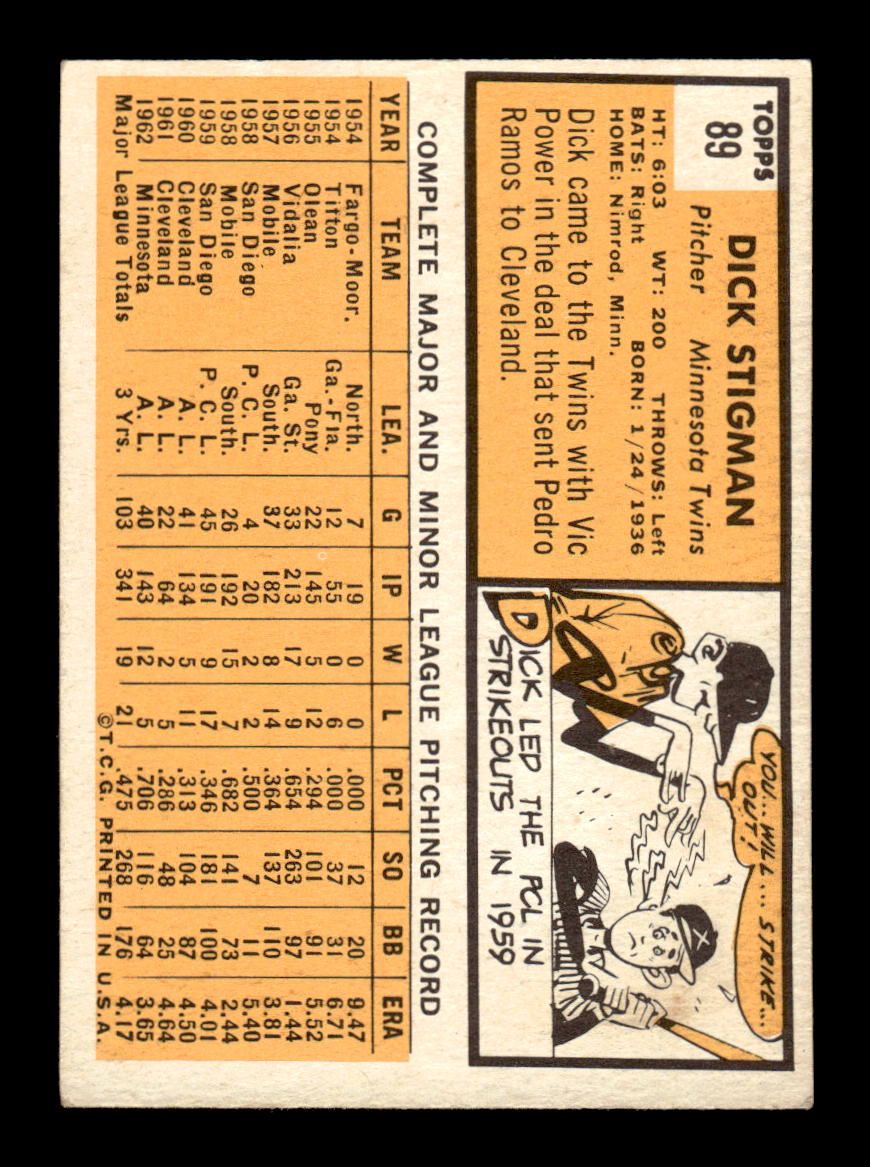 TOPPS
89
DICK STIGMAN
Pitcher Minnesota Twins
HT: 6:03 WT: 200 THROWS: Left
BATS: Right BORN: 1/24/1936
HOME: Nimrod, Minn.
Dick came to the Twins with Vic
Power in the deal that sent Pedro
Ramos to Cleveland.
YOU... WILL... STRIKE...
OUT!
DICK LED THE PCL IN
STRIKEOUTS IN 1959
COMPLETE MAJOR AND MINOR LEAGUE PITCHING RECORD
YEAR TEAM LEA. G IP W L PCT SO BB ERA
1954 Fargo-Moor. North. 7 19 0 0 .000 12 20 9.47
1954 Tifton Ga.-Fla. 12 55 0 6 .000 37 31 6.71
1955 Olean Pony 22 145 5 12 .294 101 91 5.52
1956 Vidalia Ga. St. 33 213 17 9 .654 263 97 1.44
1957 Mobile South. 37 182 8 14 .364 137 110 3.81
1958 San Diego P. C. L. 4 20 2 2 .500 7 11 5.40
1958 Mobile South. 26 192 15 7 .682 141 73 2.44
1959 San Diego P. C. L. 45 191 9 17 .346 181 100 4.01
1960 Cleveland A. L. 41 134 5 11 .313 104 87 4.50
1961 Cleveland A. L. 22 64 2 5 .286 48 25 4.64
1962 Minnesota A. L. 40 143 12 5 .706 116 64 3.65
Major League Totals 3 Yrs. 103 341 19 21 .475 268 176 4.17
©T.C.G. PRINTED IN U.S.A.